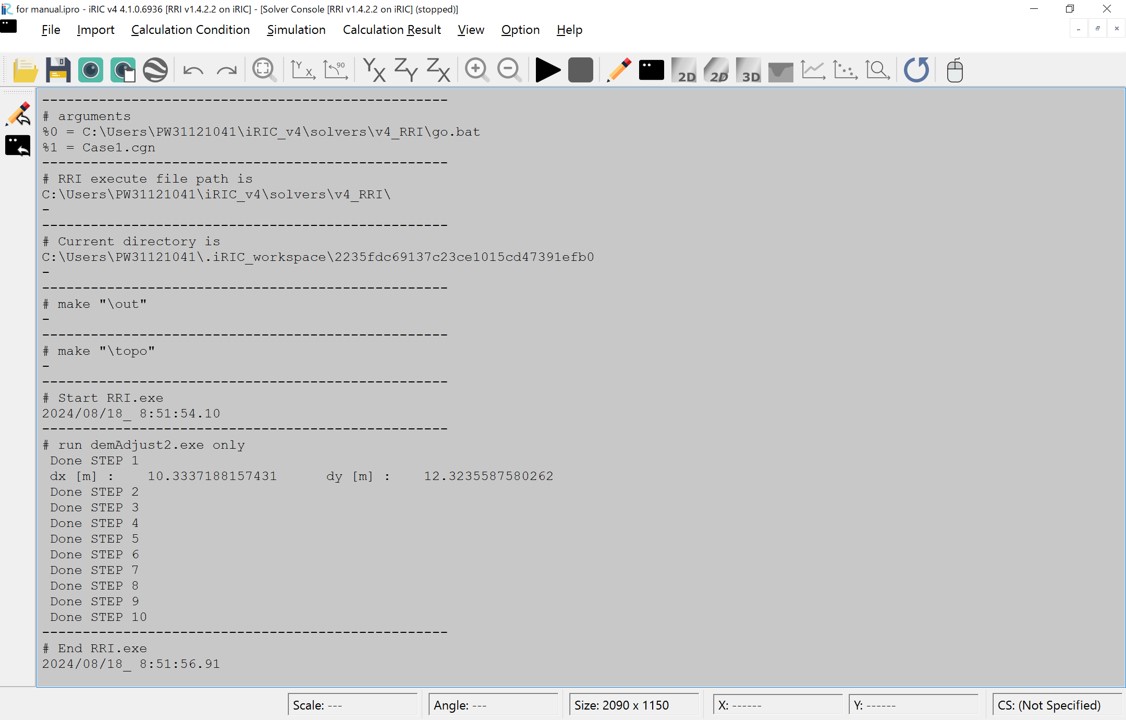 for manual.ipro - iRIC v4 4.1.0.6936 [RRI v1.4.2.2 on iRIC] - [Solver Console [RRI v1.4.2.2 on iRIC] (stopped)]
File Import Calculation Condition Simulation Calculation Result View Option Help
Y X Y 90 X Y X Z Y Z X 2D 2D 3D
----------------------------------------------------
# arguments
%0 = C:\Users\PW31121041\iRIC_v4\solvers\v4_RRI\go.bat
%1 = Case1.cgn
----------------------------------------------------
# RRI execute file path is
C:\Users\PW31121041\iRIC_v4\solvers\v4_RRI\
-
----------------------------------------------------
# Current directory is
C:\Users\PW31121041\.iRIC_workspace\2235fdc69137c23ce1015cd47391efb0
-
----------------------------------------------------
# make "\out"
-
----------------------------------------------------
# make "\topo"
-
----------------------------------------------------
# Start RRI.exe
2024/08/18_ 8:51:54.10
----------------------------------------------------
# run demAdjust2.exe only
Done STEP 1
dx [m] : 10.3337188157431 dy [m] : 12.3235587580262
Done STEP 2
Done STEP 3
Done STEP 4
Done STEP 5
Done STEP 6
Done STEP 7
Done STEP 8
Done STEP 9
Done STEP 10
----------------------------------------------------
# End RRI.exe
2024/08/18_ 8:51:56.91
Scale: --- Angle: --- Size: 2090 x 1150 X: ------ Y: ------ CS: (Not Specified)